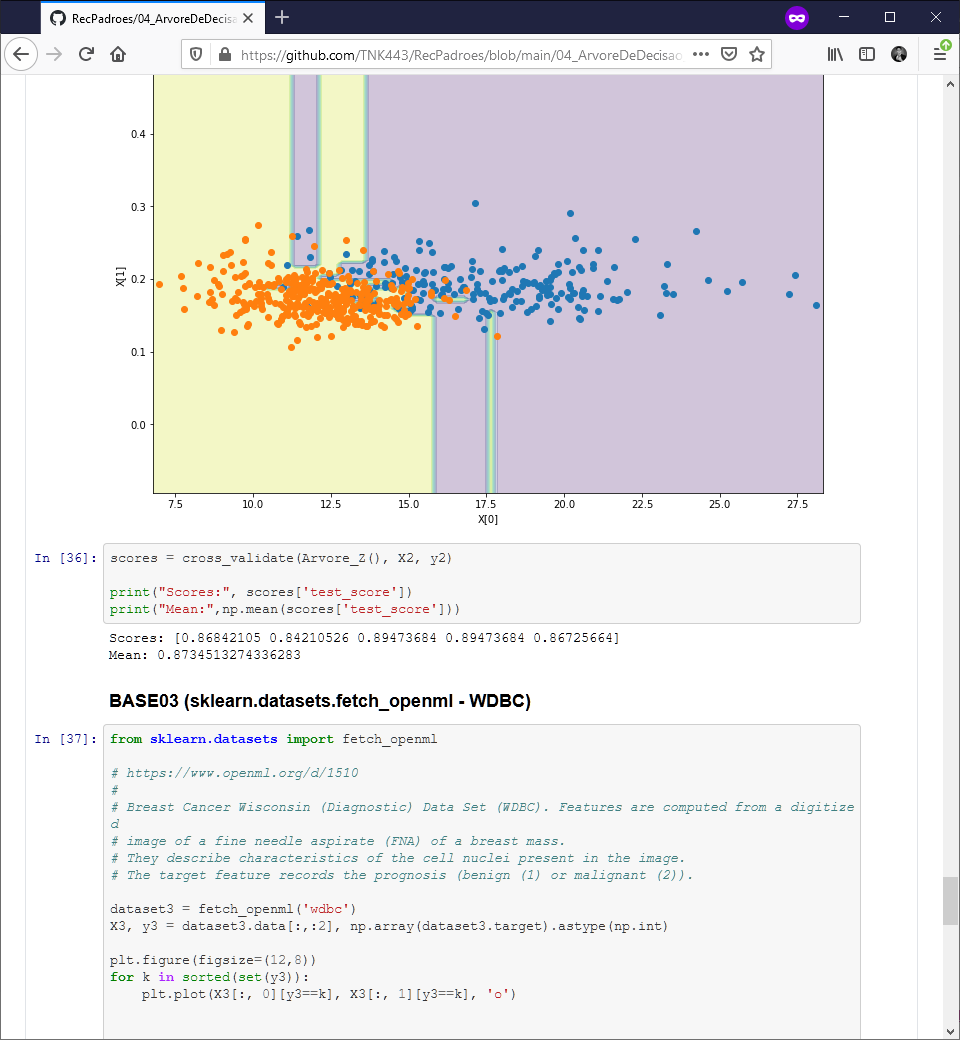 RecPadroes/04_ArvoreDeDecisa
https://github.com/TNK443/RecPadroes/blob/main/04_ArvoreDeDecisao
0.4
0.3
0.2
0.1
0.0
X[1]
7.5 10.0 12.5 15.0 17.5 20.0 22.5 25.0 27.5
X[0]
In [36]: scores = cross_validate(Arvore_Z(), X2, y2)
print("Scores:", scores['test_score'])
print("Mean:",np.mean(scores['test_score']))
Scores: [0.86842105 0.84210526 0.89473684 0.89473684 0.86725664]
Mean: 0.8734513274336283
BASE03 (sklearn.datasets.fetch_openml - WDBC)
In [37]: from sklearn.datasets import fetch_openml
# https://www.openml.org/d/1510
#
# Breast Cancer Wisconsin (Diagnostic) Data Set (WDBC). Features are computed from a digitize
d
# image of a fine needle aspirate (FNA) of a breast mass.
# They describe characteristics of the cell nuclei present in the image.
# The target feature records the prognosis (benign (1) or malignant (2)).
dataset3 = fetch_openml('wdbc')
X3, y3 = dataset3.data[:,:2], np.array(dataset3.target).astype(np.int)
plt.figure(figsize=(12,8))
for k in sorted(set(y3)):
    plt.plot(X3[:, 0][y3==k], X3[:, 1][y3==k], 'o')